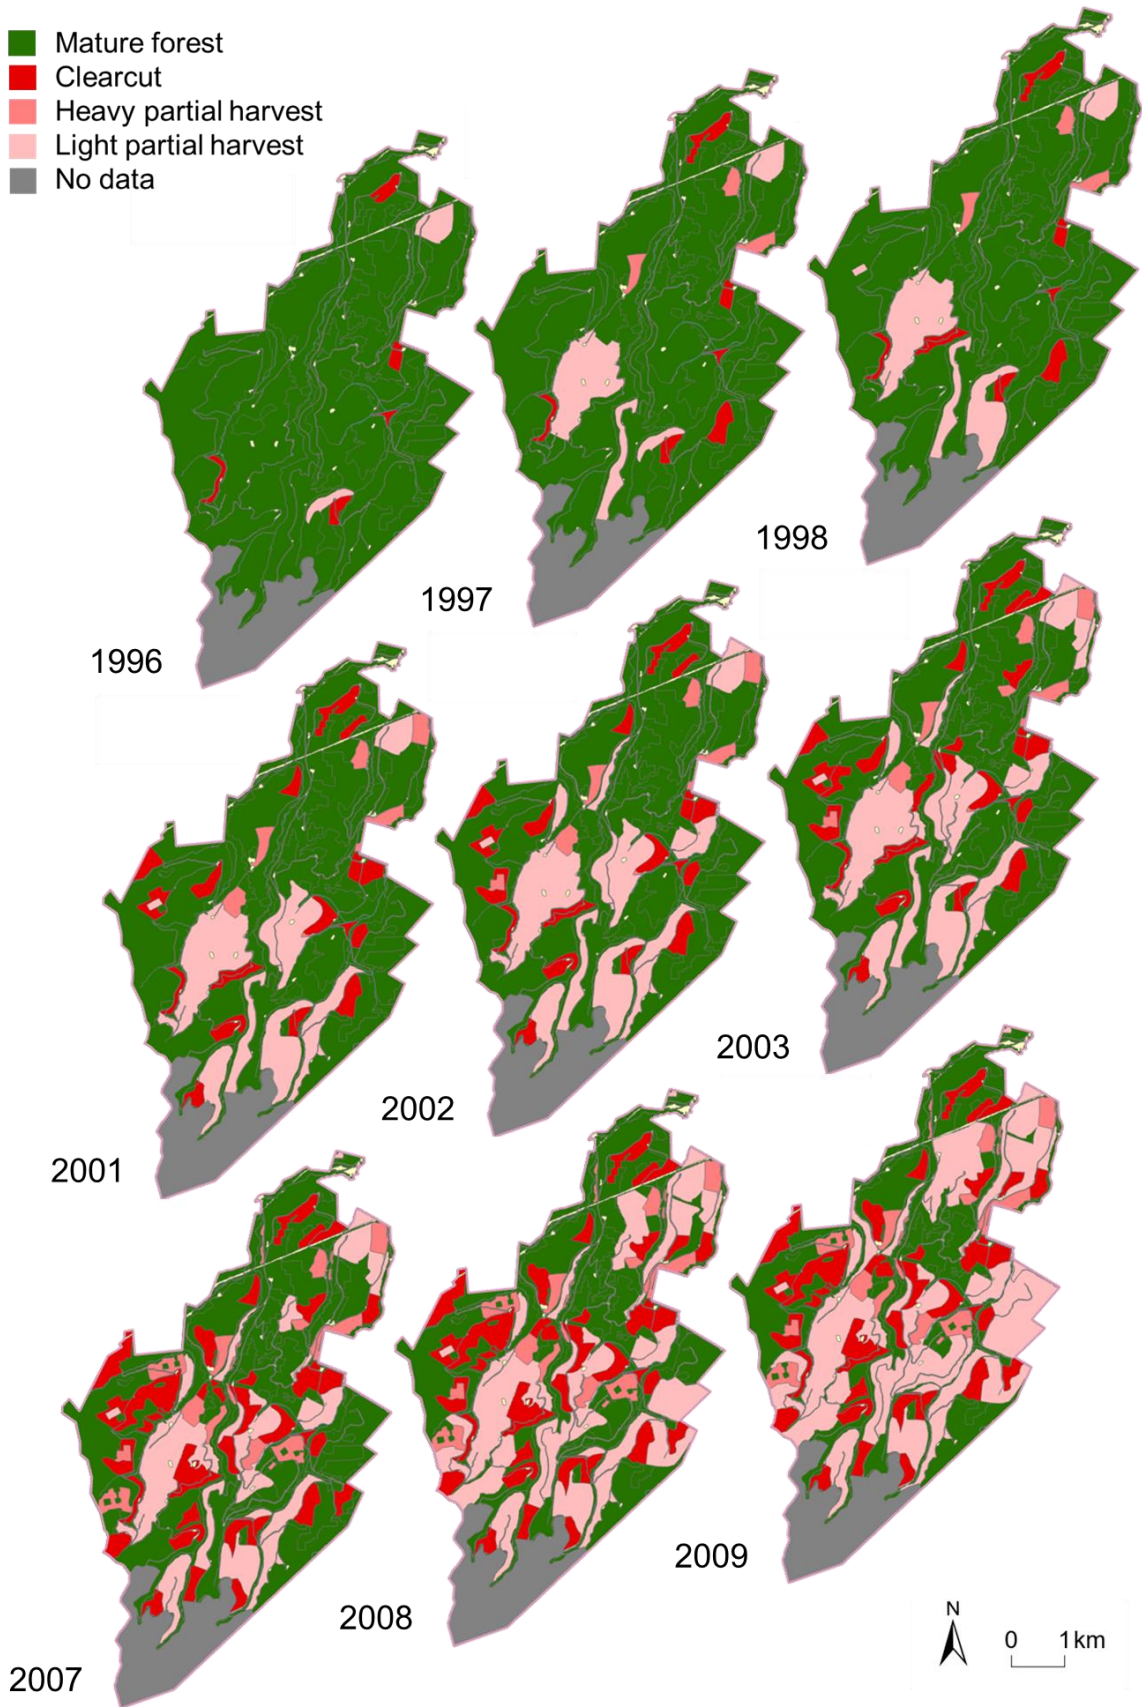 Mature forest
Clearcut
Heavy partial harvest
Light partial harvest
No data
1996
1997
1998
2001
2002
2003
2007
2008
2009
N
0 1km